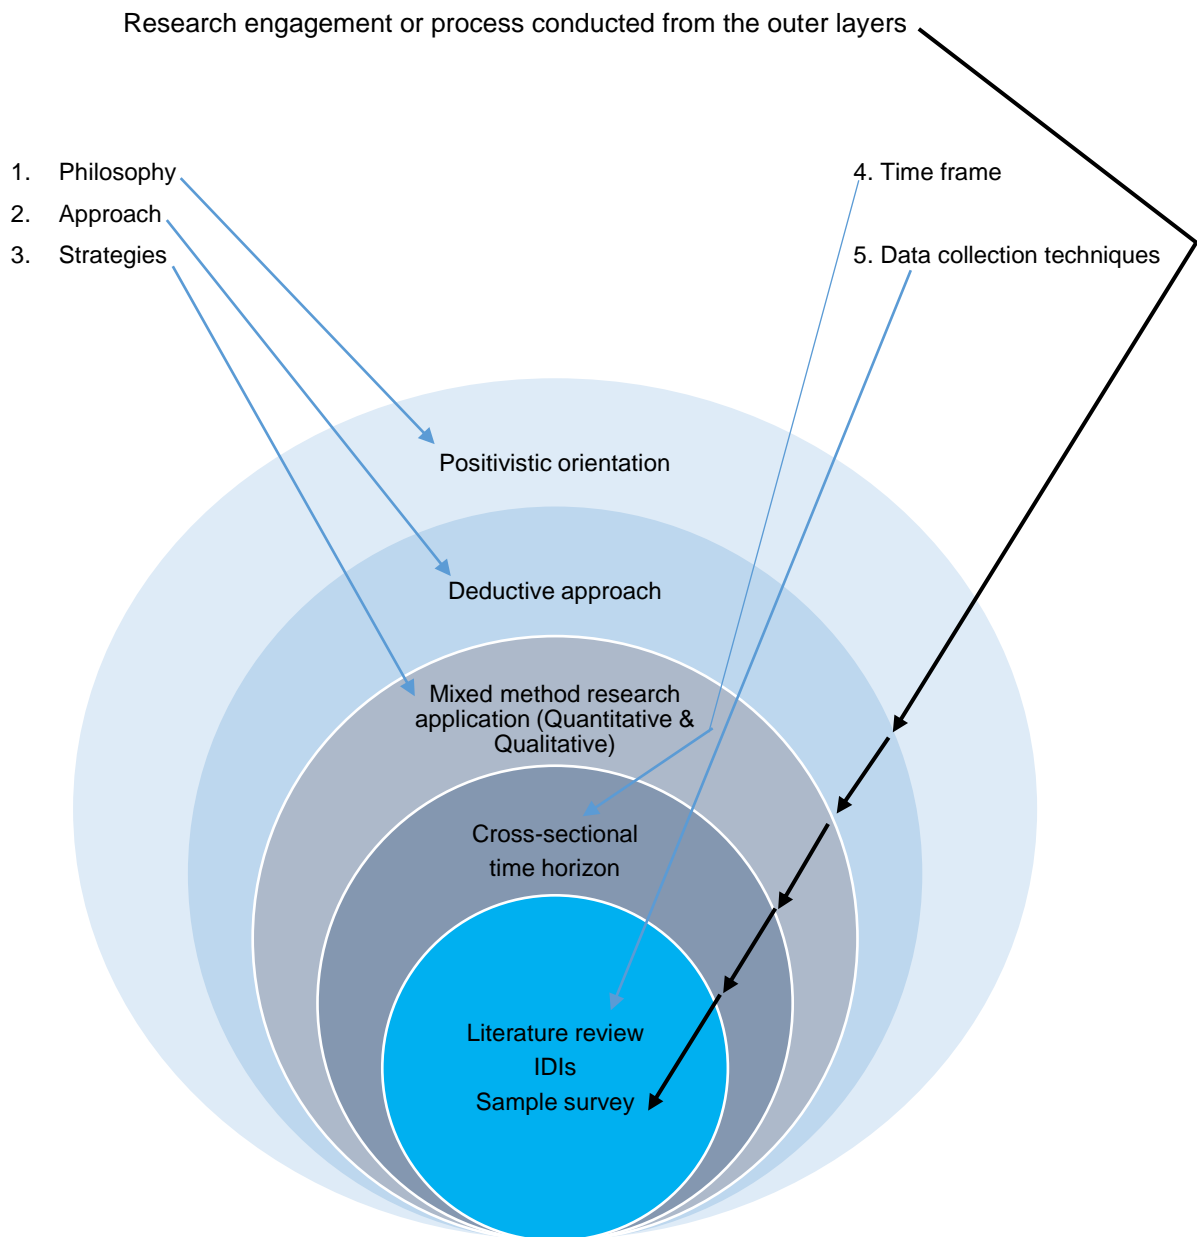 Research engagement or process conducted from the outer layers
1. Philosophy
2. Approach
3. Strategies
4. Time frame
5. Data collection techniques
Positivistic orientation
Deductive approach
Mixed method research
application (Quantitative &
Qualitative)
Cross-sectional
time horizon
Literature review
IDIs
Sample survey